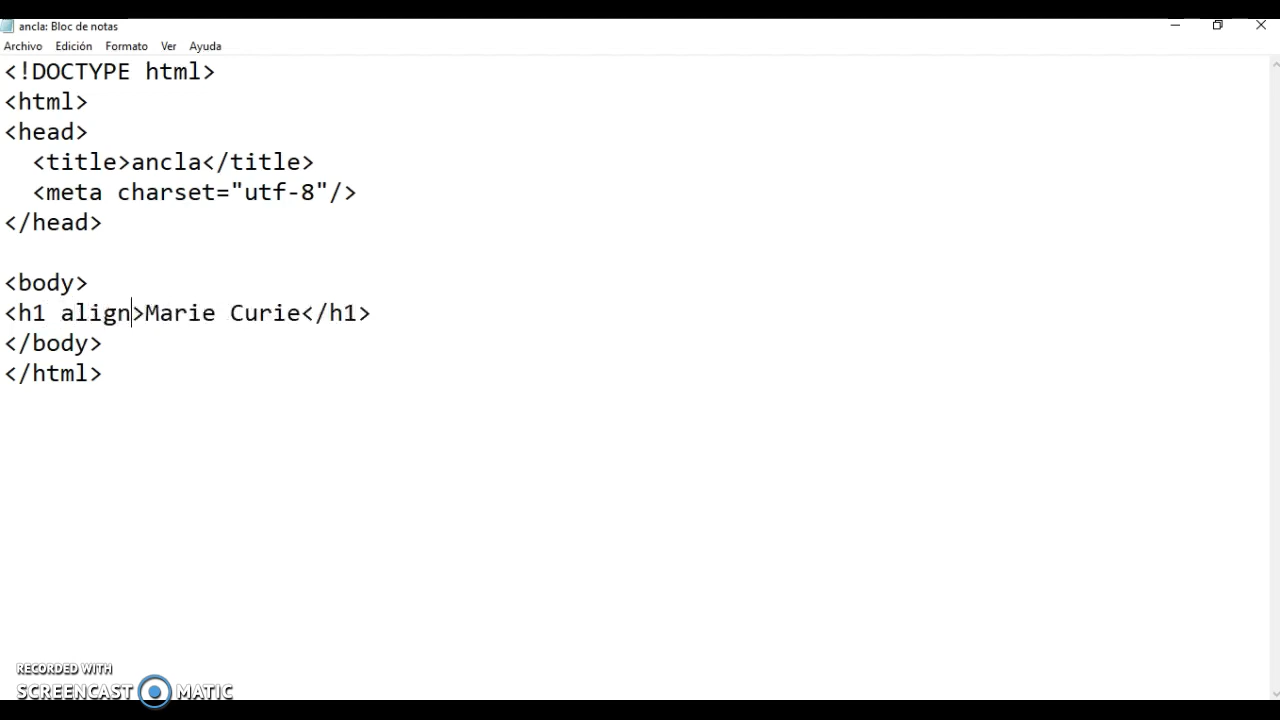 ancla: Bloc de notas
Archivo Edición Formato Ver Ayuda
<!DOCTYPE html>
<html>
<head>
  <title>ancla</title>
  <meta charset="utf-8"/>
</head>

<body>
<h1 align>Marie Curie</h1>
</body>
</html>
RECORDED WITH
SCREENCAST MATIC